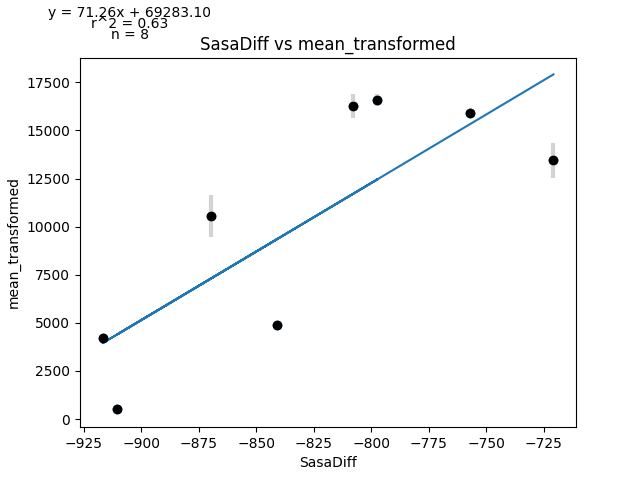 y = 71.26x + 69283.10
r^2 = 0.63
n = 8
SasaDiff vs mean_transformed
mean_transformed
17500
15000
12500
10000
7500
5000
2500
0
−925 −900 −875 −850 −825 −800 −775 −750 −725
SasaDiff